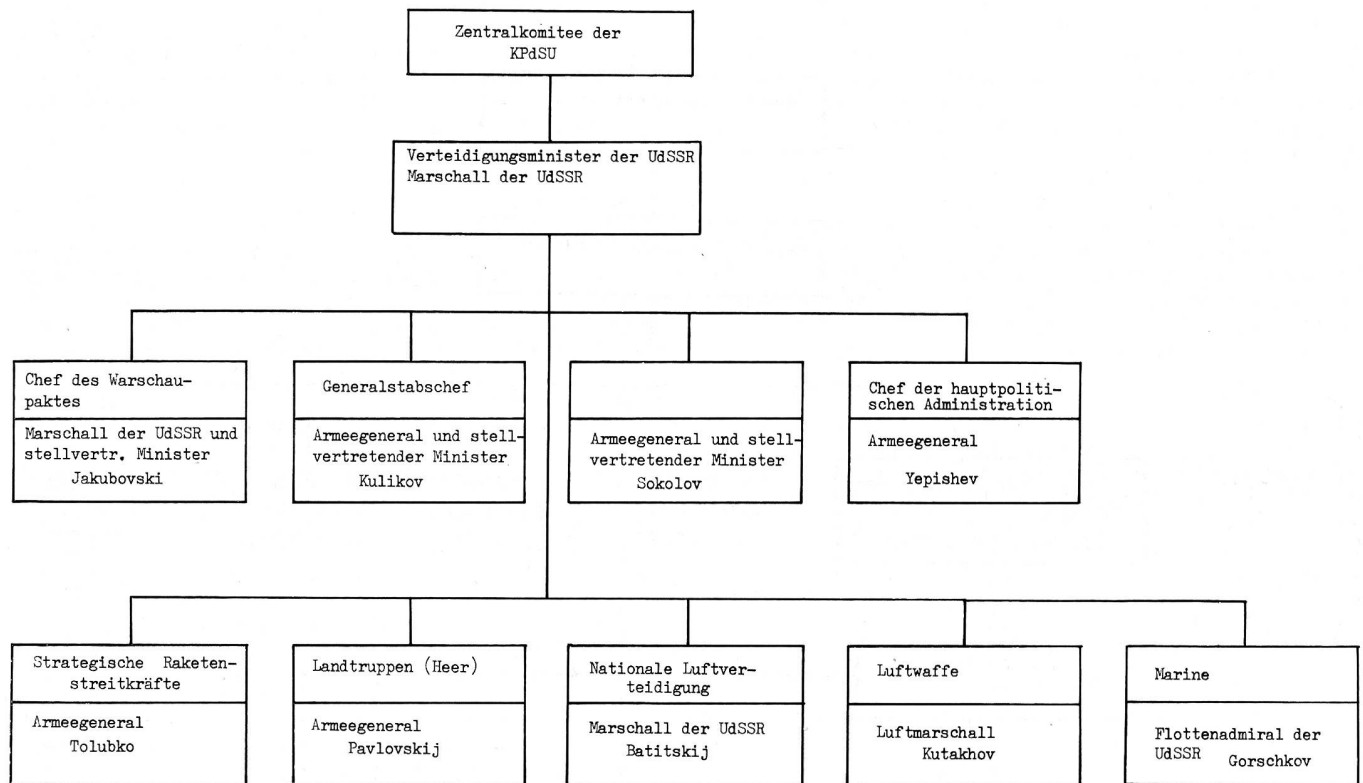 Zentralkomitee der
KPdSU
Verteidigungsminister der UdSSR
Marschall der UdSSR
Chef des Warschau-
paktes
Marschall der UdSSR und
stellvertr. Minister
Jakubovski
Generalstabschef
Armeegeneral und stell-
vertretender Minister
Kulikov
Armeegeneral und stell-
vertretender Minister
Sokolov
Chef der hauptpoliti-
schen Administration
Armeegeneral
Yepishev
Strategische Raketen-
streitkräfte
Armeegeneral
Tolubko
Landtruppen (Heer)
Armeegeneral
Pavlovskij
Nationale Luftver-
teidigung
Marschall der UdSSR
Batitskij
Luftwaffe
Luftmarschall
Kutakhov
Marine
Flottenadmiral der
UdSSR Gorschkov